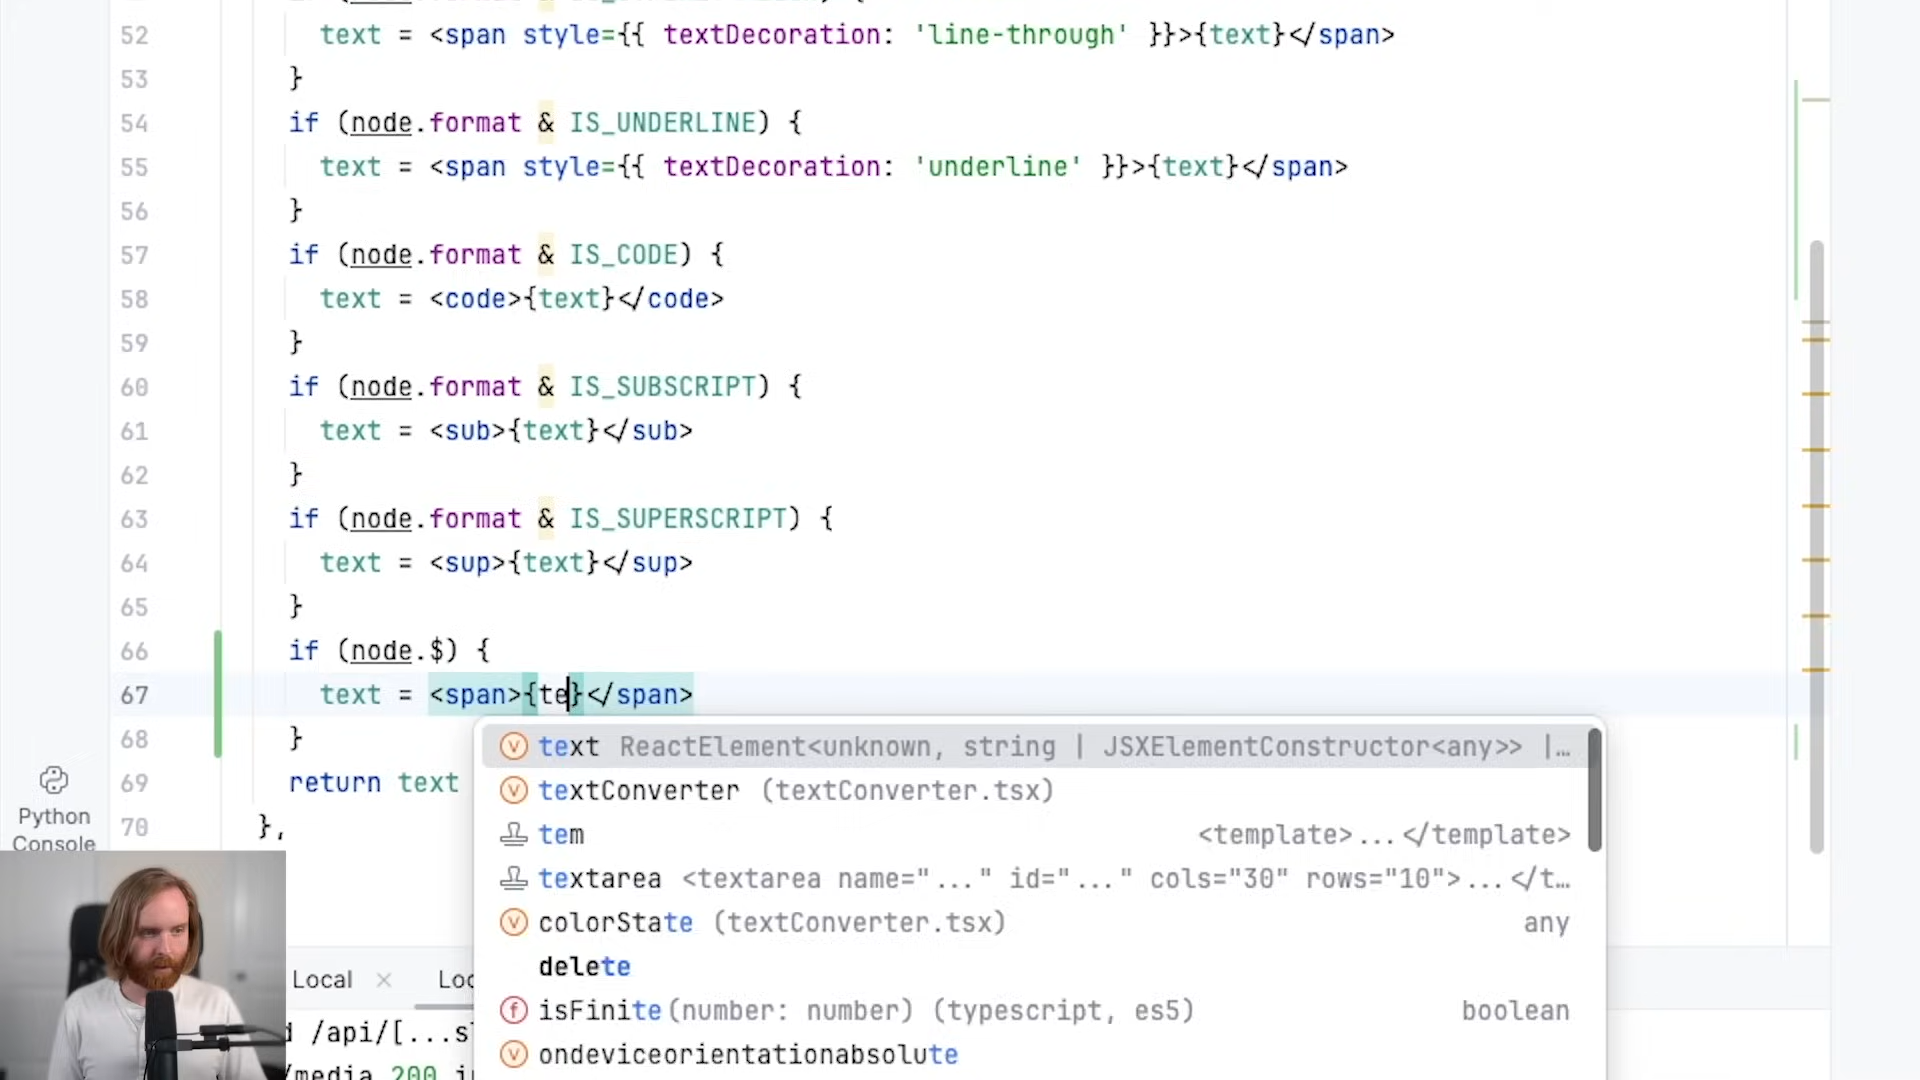 52 text = <span style={{ textDecoration: 'line-through' }}>{text}</span>
53 }
54 if (node.format & IS_UNDERLINE) {
55 text = <span style={{ textDecoration: 'underline' }}>{text}</span>
56 }
57 if (node.format & IS_CODE) {
58 text = <code>{text}</code>
59 }
60 if (node.format & IS_SUBSCRIPT) {
61 text = <sub>{text}</sub>
62 }
63 if (node.format & IS_SUPERSCRIPT) {
64 text = <sup>{text}</sup>
65 }
66 if (node.$) {
67 text = <span>{te}</span>
68 }
69 return text
70 },
text ReactElement<unknown, string | JSXElementConstructor<any>> |…
textConverter (textConverter.tsx)
tem <template>...</template>
textarea <textarea name="..." id="..." cols="30" rows="10">...</t…
colorState (textConverter.tsx) any
delete
isFinite(number: number) (typescript, es5) boolean
ondeviceorientationabsolute
Python
Console
Local
/api/[...s
/media 200 i